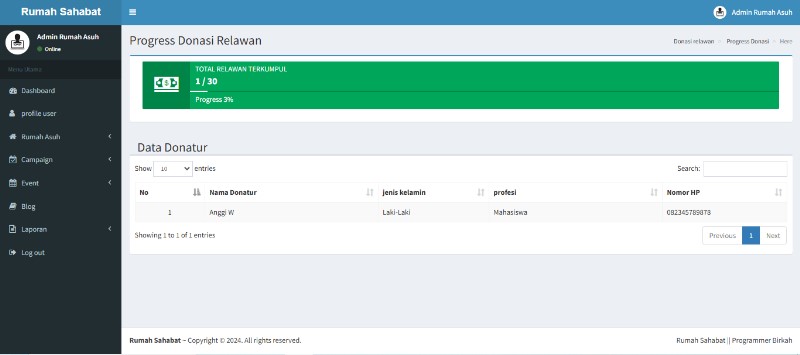 Rumah Sahabat
Admin Rumah Asuh
Admin Rumah Asuh
Online
Menu Utama
Dashboard
profile user
Rumah Asuh
Campaign
Event
Blog
Laporan
Log out
Progress Donasi Relawan
Donasi relawan > Progress Donasi > Here
TOTAL RELAWAN TERKUMPUL
1 / 30
Progress 3%
Data Donatur
Show 10 entries Search:
No Nama Donatur jenis kelamin profesi Nomor HP
1 Anggi W Laki-Laki Mahasiswa 082345789878
Showing 1 to 1 of 1 entries Previous 1 Next
Rumah Sahabat – Copyright © 2024. All rights reserved. Rumah Sahabat || Programmer Birkah